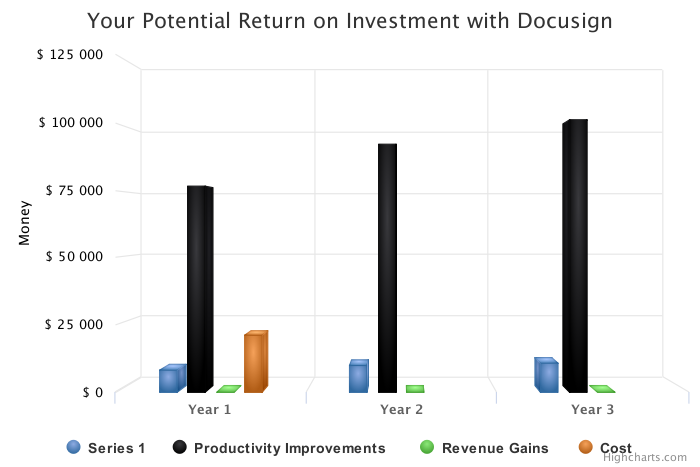 Your Potential Return on Investment with Docusign
$ 125 000
$ 100 000
$ 75 000
$ 50 000
$ 25 000
$ 0
Money
Year 1 Year 2 Year 3
Series 1 Productivity Improvements Revenue Gains Cost
Highcharts.com